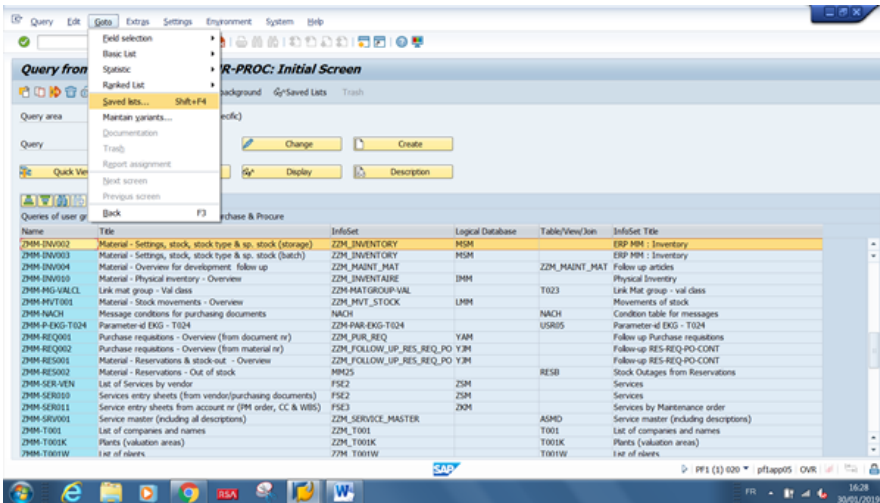 Query Edit Goto Extras Settings Environment System Help
Field selection
Basic List
Statistic
Ranked List
Saved lists... Shift+F4
Maintain variants...
Documentation
Trash
Report assignment
Next screen
Previous screen
Back F3
Query from R-PROC: Initial Screen
background Saved Lists Trash
Query area ecific)
Query Change Create
Quick Vie Display Description
Queries of user gr rchase & Procure
Name Title InfoSet Logical Database Table/View/Join InfoSet Title
ZMM-INV002 Material - Settings, stock, stock type & sp. stock (storage) ZZM_INVENTORY MSM ERP MM : Inventory
ZMM-INV003 Material - Settings, stock, stock type & sp. stock (batch) ZZM_INVENTORY MSM ERP MM : Inventory
ZMM-INV004 Material - Overview for development follow up ZZM_MAINT_MAT ZZM_MAINT_MAT Follow up articles
ZMM-INV010 Material - Physical inventory - Overview ZZM_INVENTAIRE IMM Physical Inventiry
ZMM-MG-VALCL Link mat group - Val class ZZM-MATGROUP-VAL T023 Link Mat group - val class
ZMM-MVT001 Material - Stock movements - Overview ZZM_MVT_STOCK LMM Movements of stock
ZMM-NACH Message conditions for purchasing documents NACH NACH Condition table for messages
ZMM-P-EKG-T024 Parameter-id EKG - T024 ZZM-PAR-EKG-T024 USR05 Parameter-id EKG - T024
ZMM-REQ001 Purchase requisitions - Overview (from document nr) ZZM_PUR_REQ YAM Follow up Purchase requisitions
ZMM-REQ002 Purchase requisitions - Overview (from material nr) ZZM_FOLLOW_UP_RES_REQ_PO YJM Follow-up RES-REQ-PO-CONT
ZMM-RES001 Material - Reservations & stock-out - Overview ZZM_FOLLOW_UP_RES_REQ_PO YJM Follow-up RES-REQ-PO-CONT
ZMM-RES002 Material - Reservations - Out of stock MM25 RESB Stock Outages from Reservations
ZMM-SER-VEN List of Services by vendor FSE2 ZSM Services
ZMM-SER010 Services entry sheets (from vendor/purchasing documents) FSE2 ZSM Services
ZMM-SER011 Service entry sheets from account nr (PM order, CC & WBS) FSE3 ZKM Services by Maintenance order
ZMM-SRV001 Service master (including all descriptions) ZZM_SERVICE_MASTER ASMD Service master (including descriptions)
ZMM-T001 List of companies and names ZZM_T001 T001 List of companies and names
ZMM-T001K Plants (valuation areas) ZZM_T001K T001K Plants (valuation areas)
ZMM-T001W List of plants ZZM_T001W T001W List of plants
SAP PF1 (1) 020 pf1app05 OVR
RSA W FR 16:28
30/01/2019